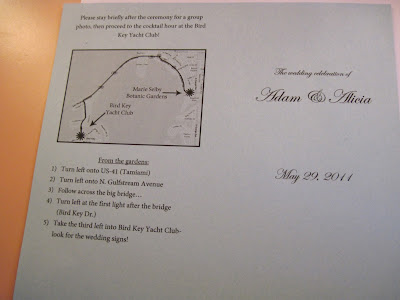 Please stay briefly after the ceremony for a group
photo, then proceed to the cocktail hour at the Bird
Key Yacht Club!
Marie Selby
Botanic Gardens
Bird Key
Yacht Club
From the gardens:
1) Turn left onto US-41 (Tamiami)
2) Turn left onto N. Gulfstream Avenue
3) Follow across the big bridge...
4) Turn left at the first light after the bridge
(Bird Key Dr.)
5) Take the third left into Bird Key Yacht Club-
look for the wedding signs!
The wedding celebration of
Adam & Alicia
May 29, 2011